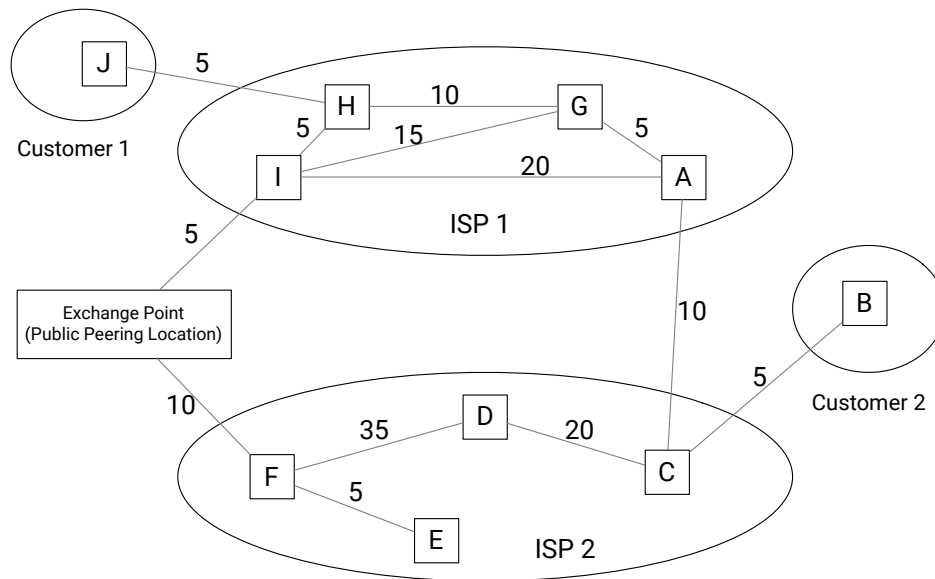 J
5
Customer 1
H
10
G
5
15
5
I
20
A
ISP 1
5
Exchange Point
(Public Peering Location)
10
B
5
Customer 2
10
D
35
20
F
C
5
E
ISP 2